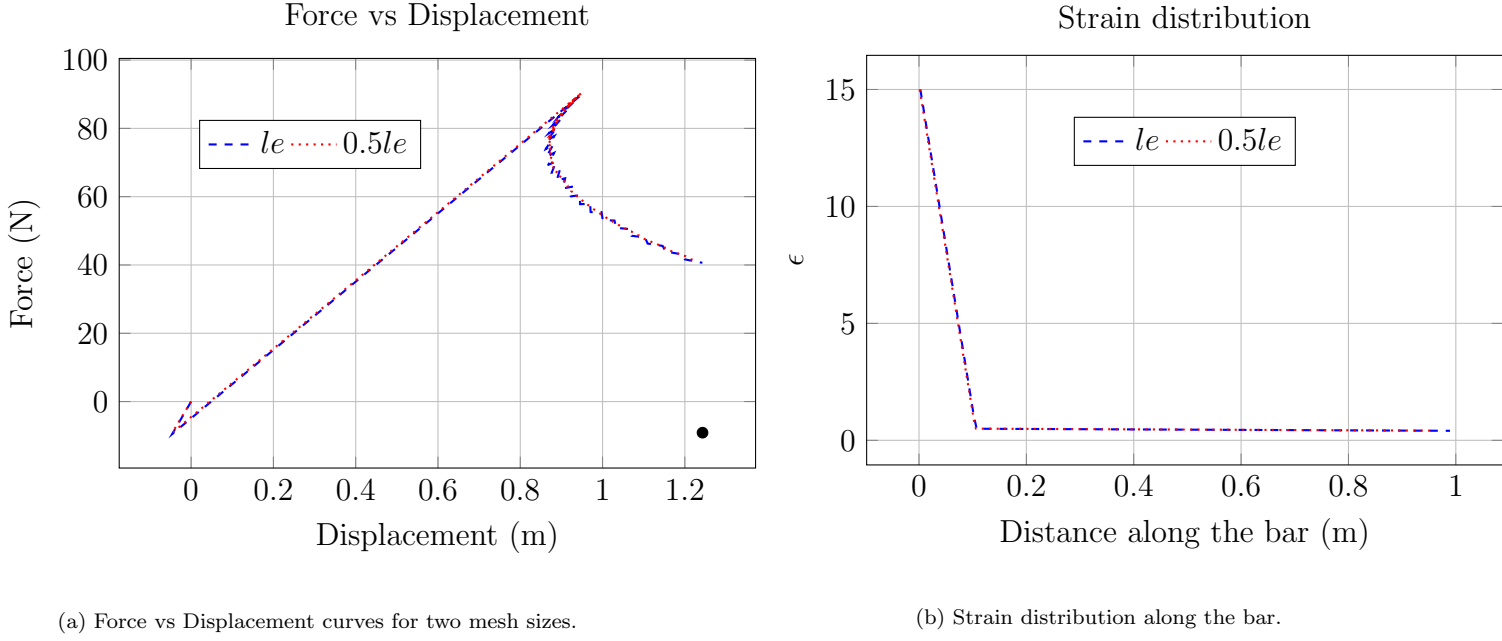 Force vs Displacement
100
80
60
40
20
0
Force (N)
le 0.5le
0 0.2 0.4 0.6 0.8 1 1.2
Displacement (m)
(a) Force vs Displacement curves for two mesh sizes.
Strain distribution
15
10
5
0
ϵ
le 0.5le
0 0.2 0.4 0.6 0.8 1
Distance along the bar (m)
(b) Strain distribution along the bar.